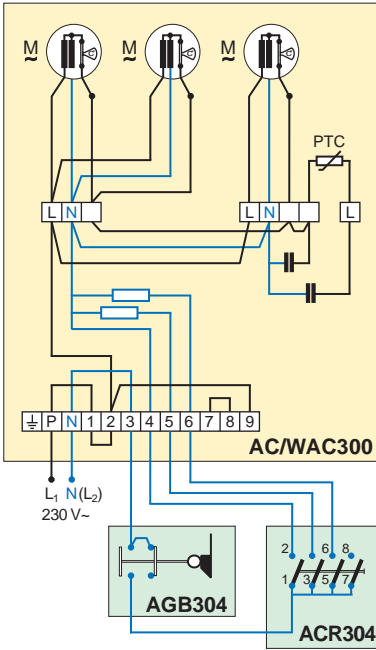 M ~ M ~ M ~
PTC
L N L N L
⏚ P N 1 2 3 4 5 6 7 8 9
AC/WAC300
L1 N(L2)
230 V~
2 6 8
1 3 5 7
AGB304
ACR304